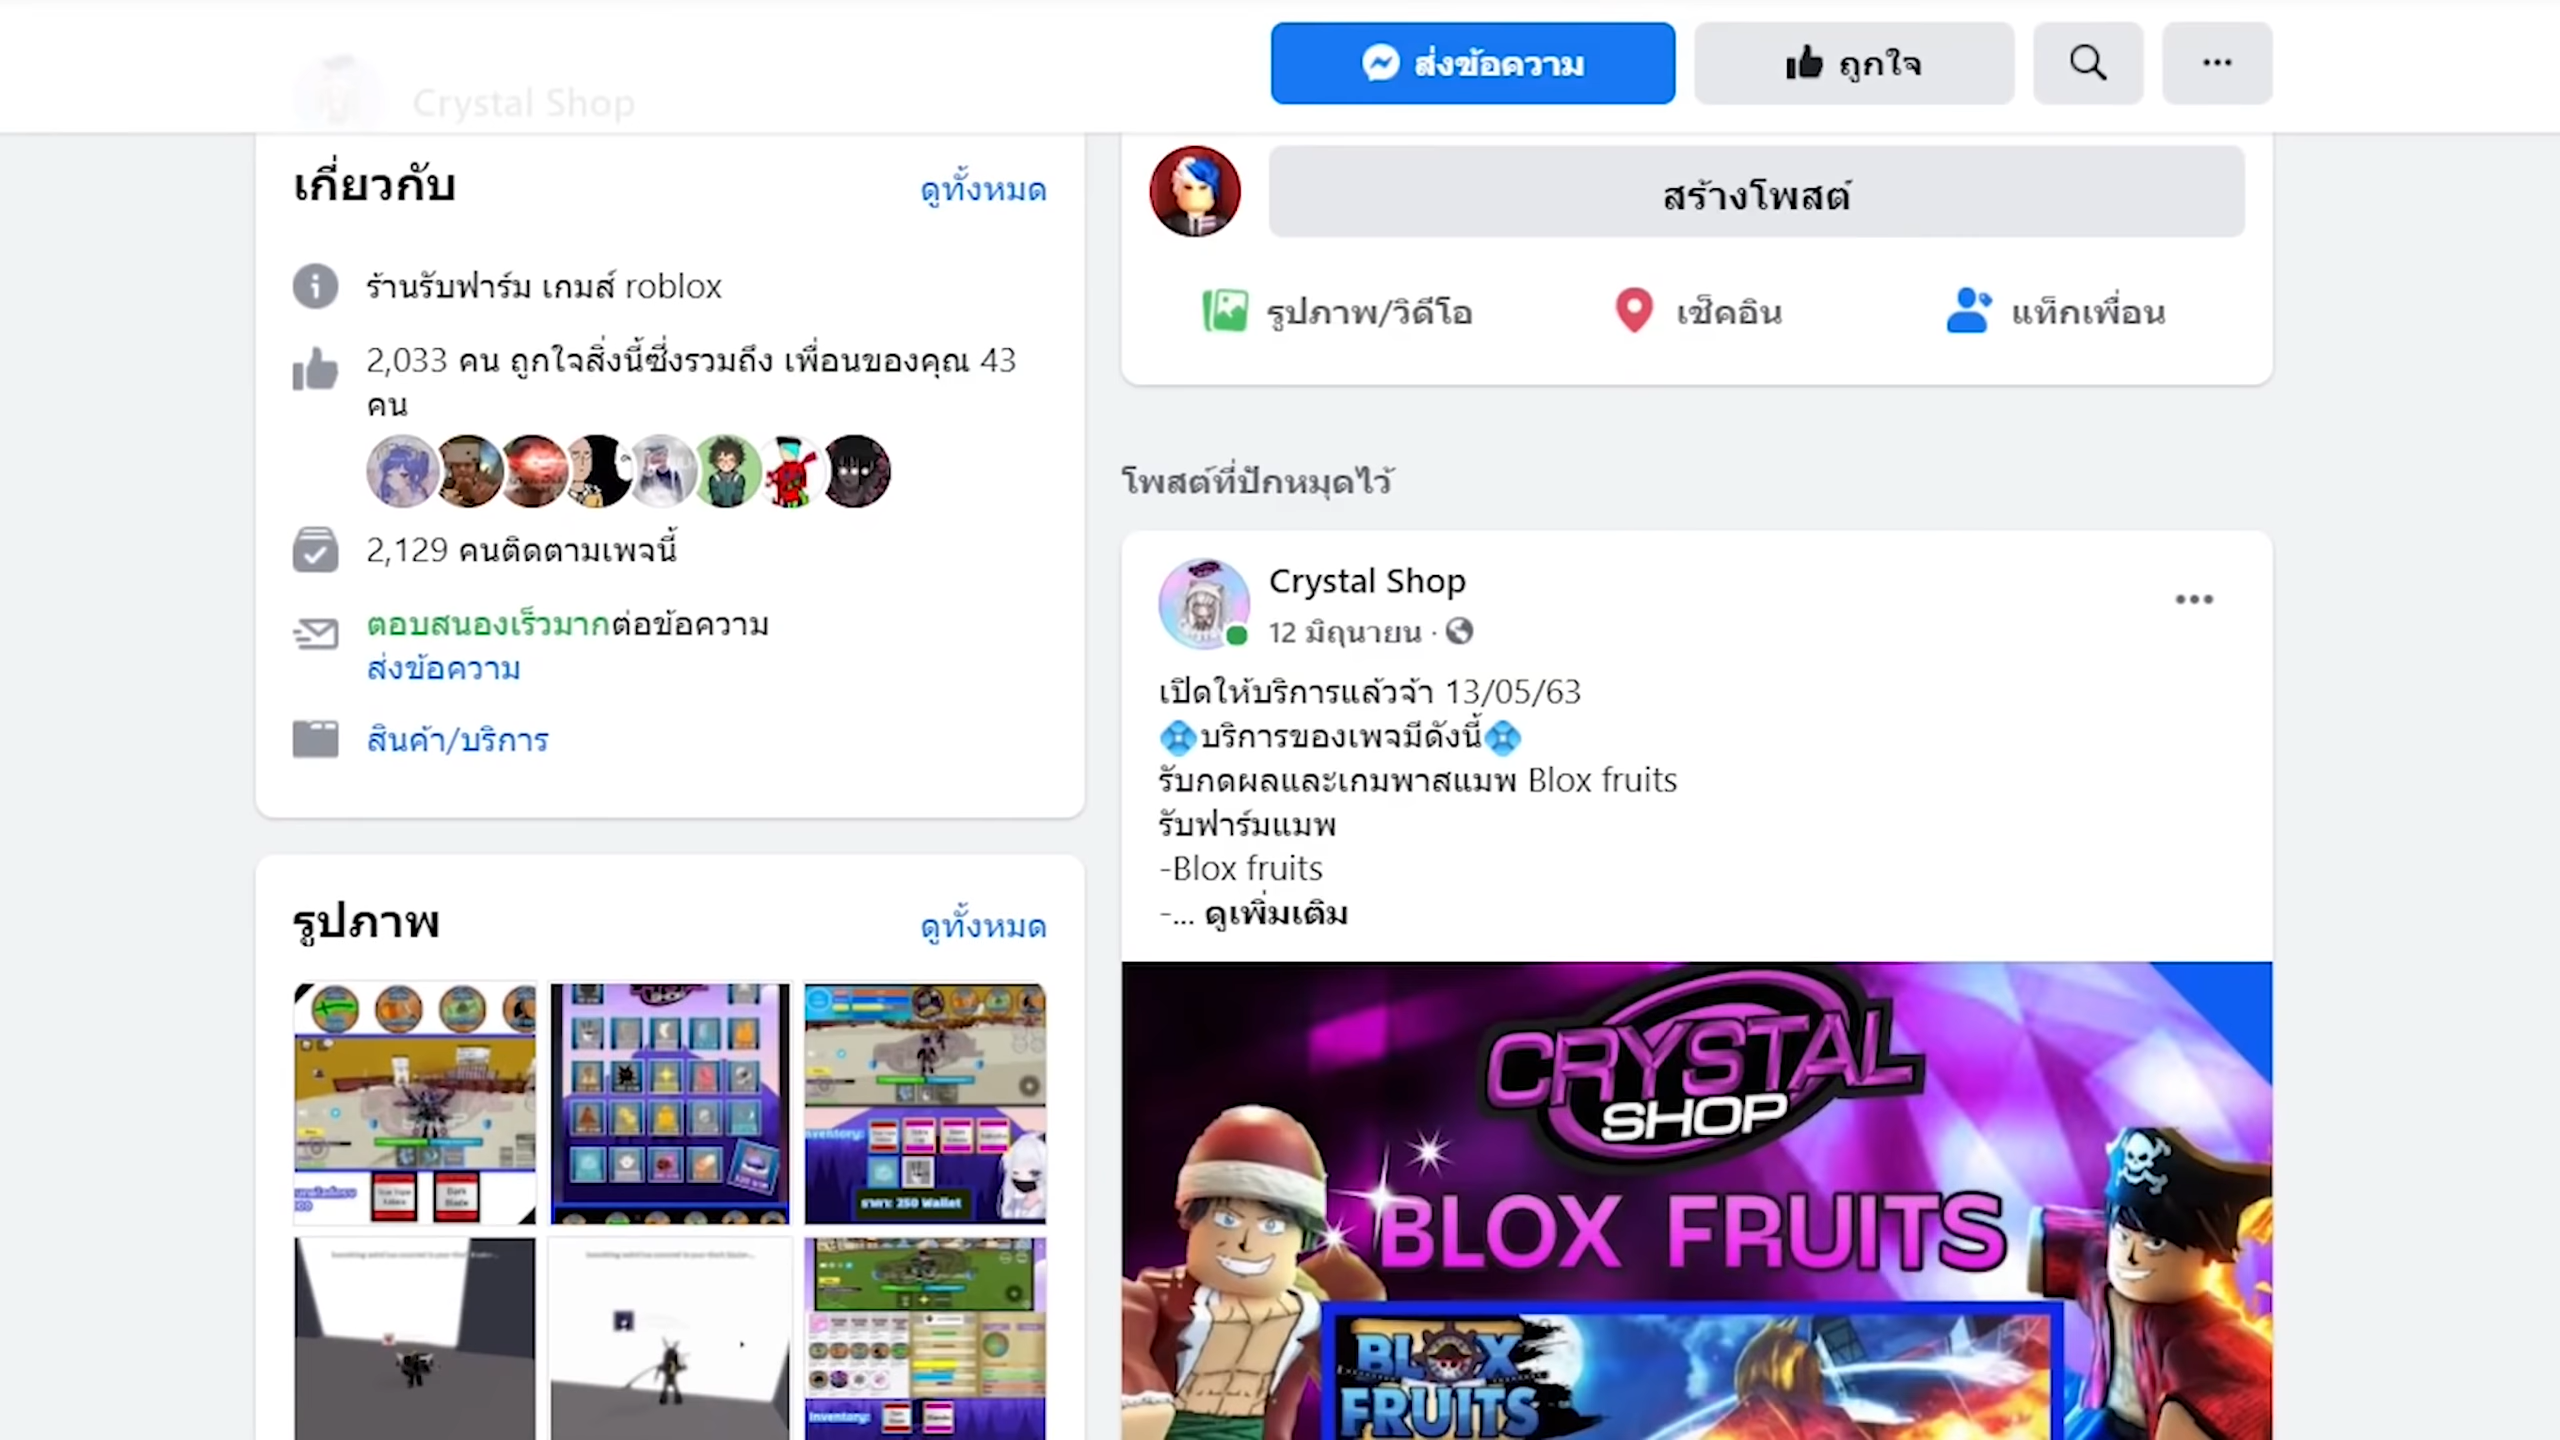 Crystal Shop
ส่งข้อความ
ถูกใจ
เกี่ยวกับ
ดูทั้งหมด
ร้านรับฟาร์ม เกมส์ roblox
2,033 คน ถูกใจสิ่งนี้ซึ่งรวมถึง เพื่อนของคุณ 43
คน
2,129 คนติดตามเพจนี้
ตอบสนองเร็วมากต่อข้อความ
ส่งข้อความ
สินค้า/บริการ
รูปภาพ
ดูทั้งหมด
Dark Blade
Inventory:
ราคา: 250 Wallet
Inventory:
สร้างโพสต์
รูปภาพ/วิดีโอ
เช็คอิน
แท็กเพื่อน
โพสต์ที่ปักหมุดไว้
Crystal Shop
12 มิถุนายน ·
เปิดให้บริการแล้วจ้า 13/05/63
💠บริการของเพจมีดังนี้💠
รับกดผลและเกมพาสแมพ Blox fruits
รับฟาร์มแมพ
-Blox fruits
-... ดูเพิ่มเติม
CRYSTAL
SHOP
BLOX FRUITS
BLOX
FRUITS